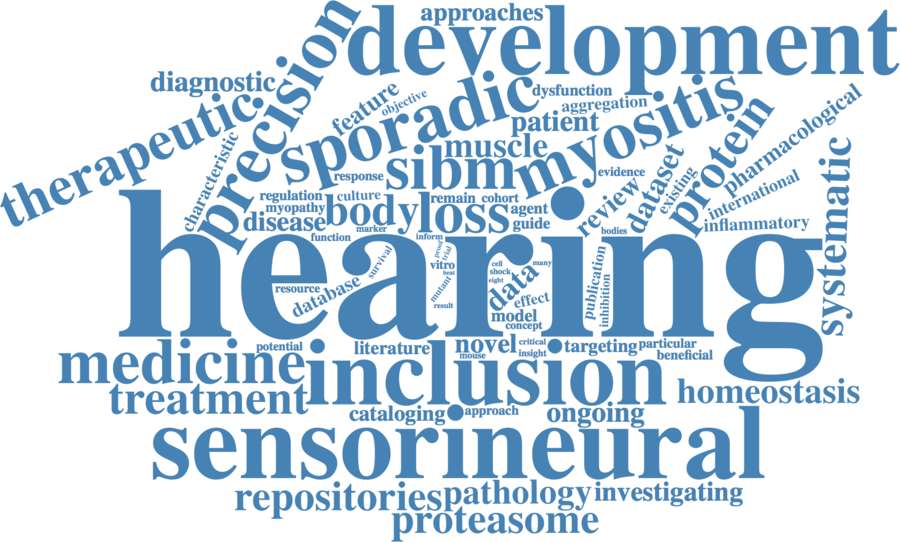 approaches
development
precision
diagnostic
therapeutic
feature
objective
sporadic
dysfunction
aggregation
patient
myositis
muscle
sibm
characteristic
response
evidence
protein
pharmacological
dataset
existing
review
international
inflammatory
systematic
regulation
culture
remain
cohort
myopathy
body
loss
agent
guide
disease
marker
function
inform
bodies
hearing
survival
proof
trial
vitro
heat
mutant
result
cell
shock
eight
many
data
effect
model
concept
publication
inhibition
resource
database
potential
literature
novel
mouse
critical
insight
targeting
particular
beneficial
medicine
inclusion
homeostasis
treatment
cataloging
approach
ongoing
sensorineural
repositories
pathology
investigating
proteasome